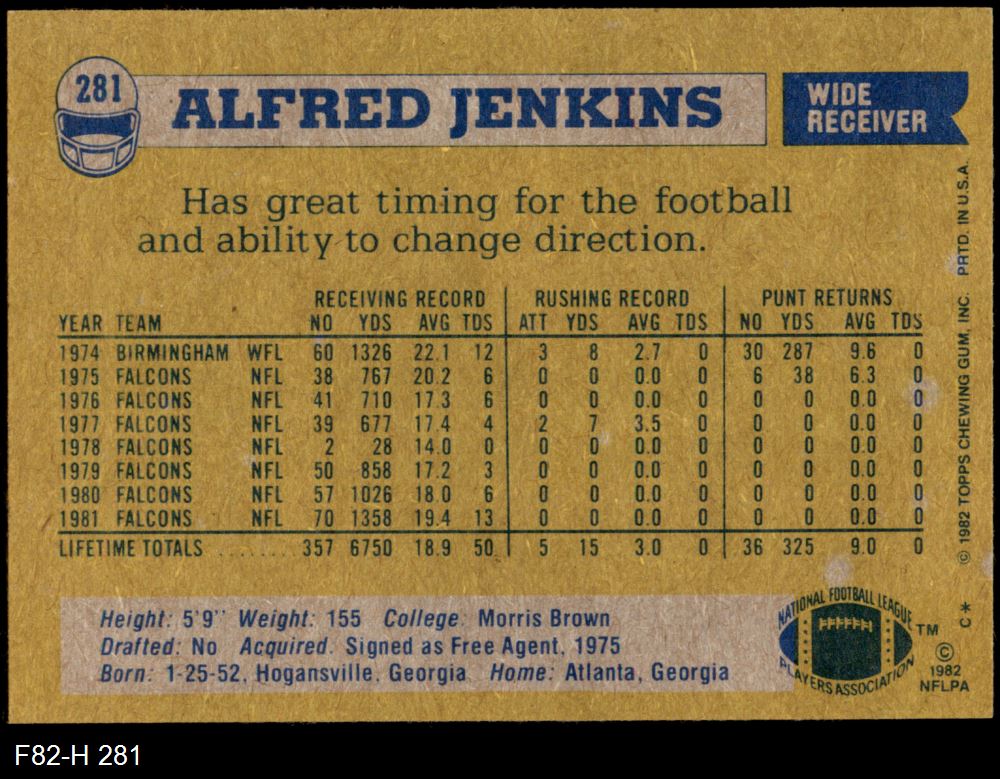 281
ALFRED JENKINS
WIDE
RECEIVER
Has great timing for the football
and ability to change direction.
RECEIVING RECORD RUSHING RECORD PUNT RETURNS
YEAR TEAM NO YDS AVG TDS ATT YDS AVG TDS NO YDS AVG TDS
1974 BIRMINGHAM WFL 60 1326 22.1 12 3 8 2.7 0 30 287 9.6 0
1975 FALCONS NFL 38 767 20.2 6 0 0 0.0 0 6 38 6.3 0
1976 FALCONS NFL 41 710 17.3 6 0 0 0.0 0 0 0 0.0 0
1977 FALCONS NFL 39 677 17.4 4 2 7 3.5 0 0 0 0.0 0
1978 FALCONS NFL 2 28 14.0 0 0 0 0.0 0 0 0 0.0 0
1979 FALCONS NFL 50 858 17.2 3 0 0 0.0 0 0 0 0.0 0
1980 FALCONS NFL 57 1026 18.0 6 0 0 0.0 0 0 0 0.0 0
1981 FALCONS NFL 70 1358 19.4 13 0 0 0.0 0 0 0 0.0 0
LIFETIME TOTALS ....... 357 6750 18.9 50 5 15 3.0 0 36 325 9.0 0
Height: 5'9" Weight: 155 College: Morris Brown
Drafted: No Acquired: Signed as Free Agent, 1975
Born: 1-25-52, Hogansville, Georgia Home: Atlanta, Georgia
NATIONAL FOOTBALL LEAGUE
PLAYERS ASSOCIATION
TM
©
1982
NFLPA
© 1982 TOPPS CHEWING GUM, INC. PRTD. IN U.S.A.
C*
F82-H 281